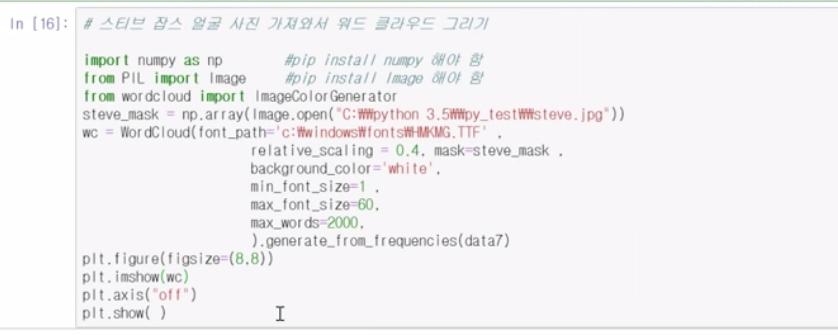 In [16]: # 스티브 잡스 얼굴 사진 가져와서 워드 클라우드 그리기
import numpy as np #pip install numpy 해야 함
from PIL import Image #pip install Image 해야 함
from wordcloud import ImageColorGenerator
steve_mask = np.array(Image.open("C:₩₩python 3.5₩₩py_test₩₩steve.jpg"))
wc = WordCloud(font_path='c:₩windows₩fonts₩HMKMG.TTF' ,
relative_scaling = 0.4, mask=steve_mask ,
background_color='white',
min_font_size=1 ,
max_font_size=60,
max_words=2000,
).generate_from_frequencies(data7)
plt.figure(figsize=(8,8))
plt.imshow(wc)
plt.axis("off")
plt.show( )